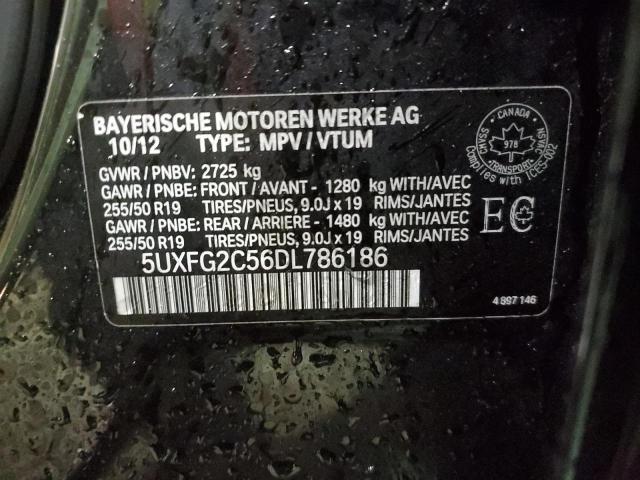 BAYERISCHE MOTOREN WERKE AG
10/12 TYPE: MPV / VTUM
GVWR / PNBV: 2725 kg
GAWR / PNBE: FRONT / AVANT - 1280 kg WITH/AVEC
255/50 R19 TIRES/PNEUS, 9.0J x 19 RIMS/JANTES
GAWR / PNBE: REAR / ARRIERE - 1480 kg WITH/AVEC
255/50 R19 TIRES/PNEUS, 9.0J x 19 RIMS/JANTES
5UXFG2C56DL786186
4 897 146
CANADA
CMVSS
NSVAC
978
TRANSPORT
Complies with ICES-002
EC